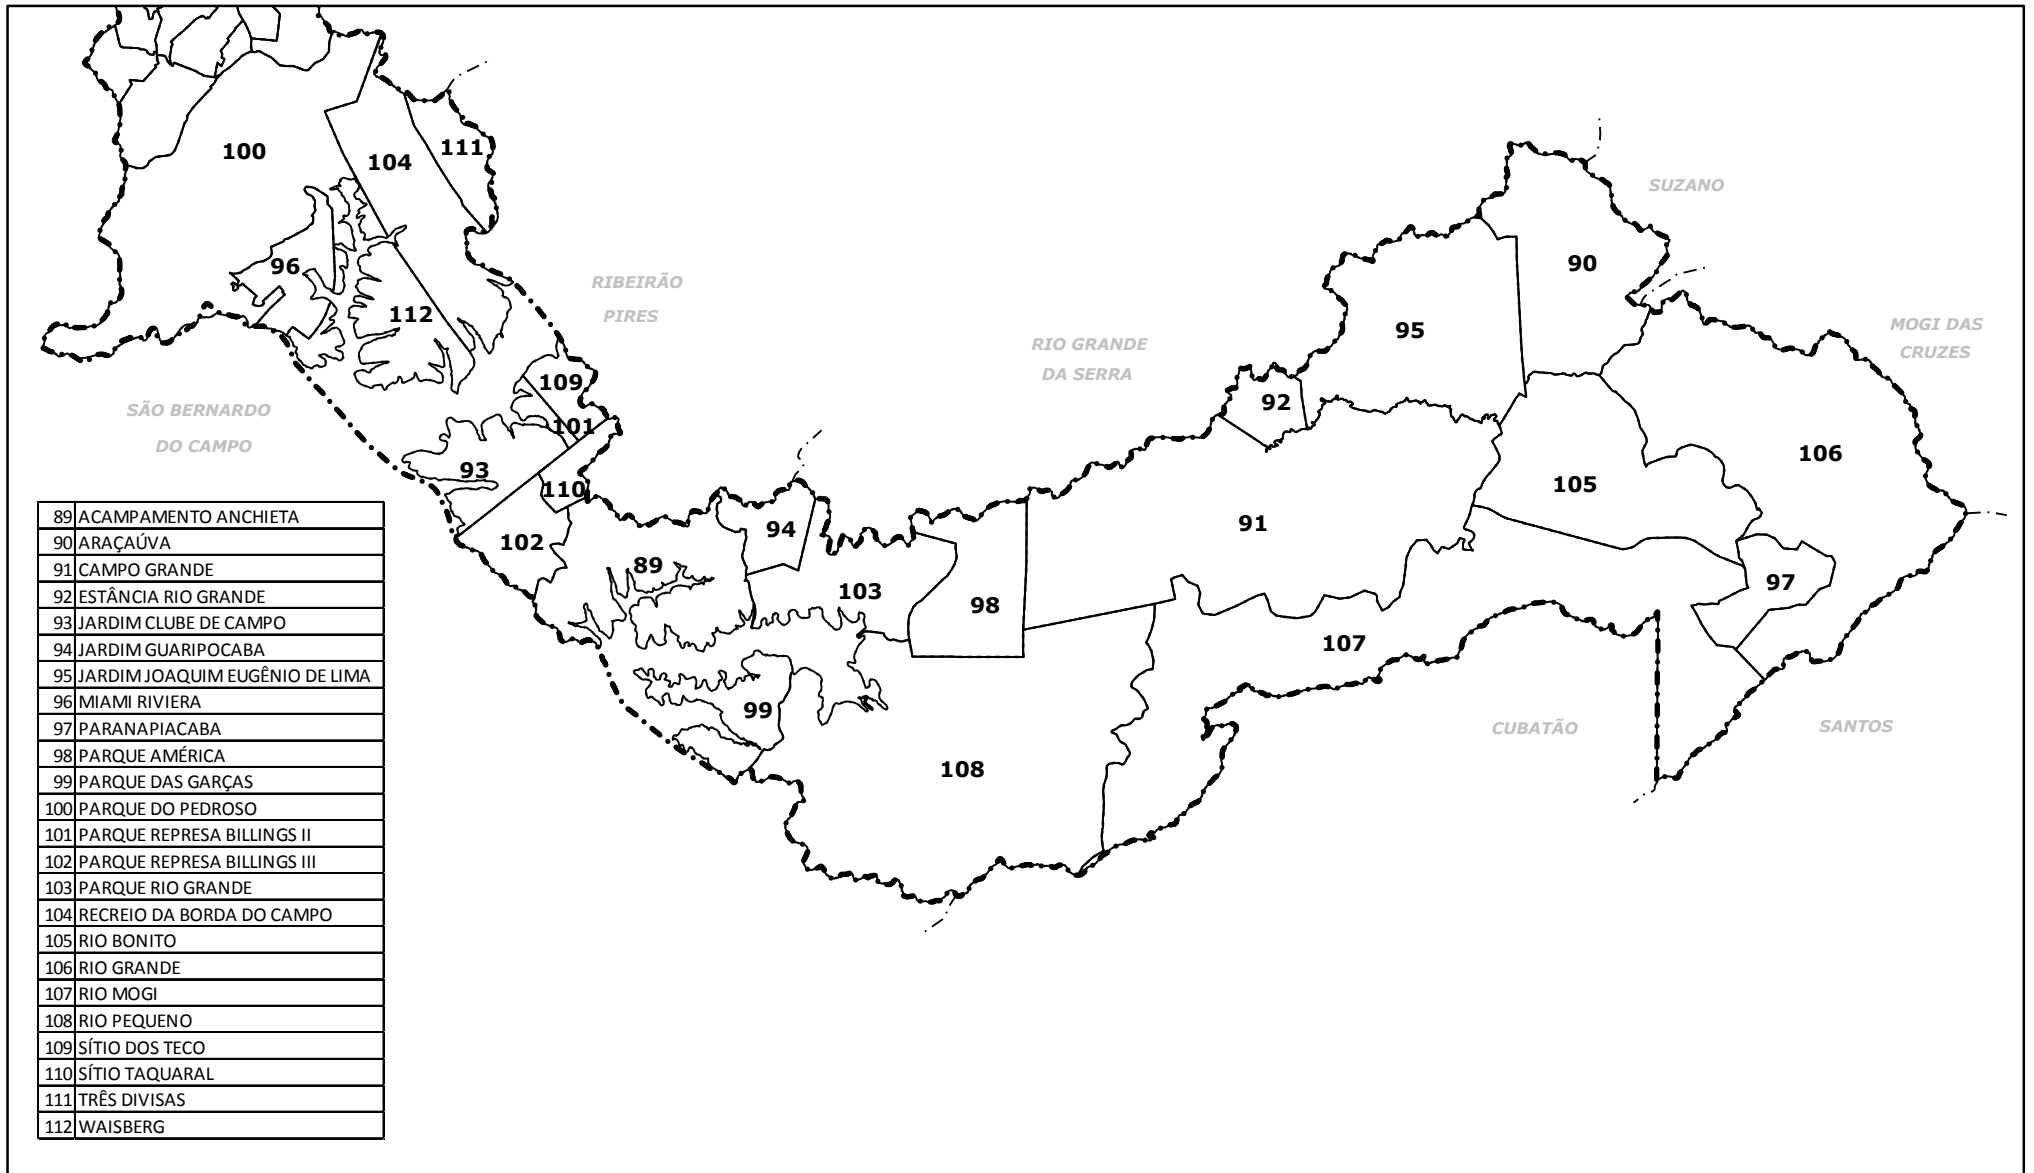 100
104
111
SUZANO
96
90
RIBEIRÃO
PIRES
112
95
MOGI DAS
CRUZES
RIO GRANDE
DA SERRA
109
92
SÃO BERNARDO
DO CAMPO
101
93
106
110
105
91
94
102
89
103
98
97
107
99
108
CUBATÃO
SANTOS
89 ACAMPAMENTO ANCHIETA
90 ARAÇAÚVA
91 CAMPO GRANDE
92 ESTÂNCIA RIO GRANDE
93 JARDIM CLUBE DE CAMPO
94 JARDIM GUARIPOCABA
95 JARDIM JOAQUIM EUGÊNIO DE LIMA
96 MIAMI RIVIERA
97 PARANAPIACABA
98 PARQUE AMÉRICA
99 PARQUE DAS GARÇAS
100 PARQUE DO PEDROSO
101 PARQUE REPRESA BILLINGS II
102 PARQUE REPRESA BILLINGS III
103 PARQUE RIO GRANDE
104 RECREIO DA BORDA DO CAMPO
105 RIO BONITO
106 RIO GRANDE
107 RIO MOGI
108 RIO PEQUENO
109 SÍTIO DOS TECO
110 SÍTIO TAQUARAL
111 TRÊS DIVISAS
112 WAISBERG